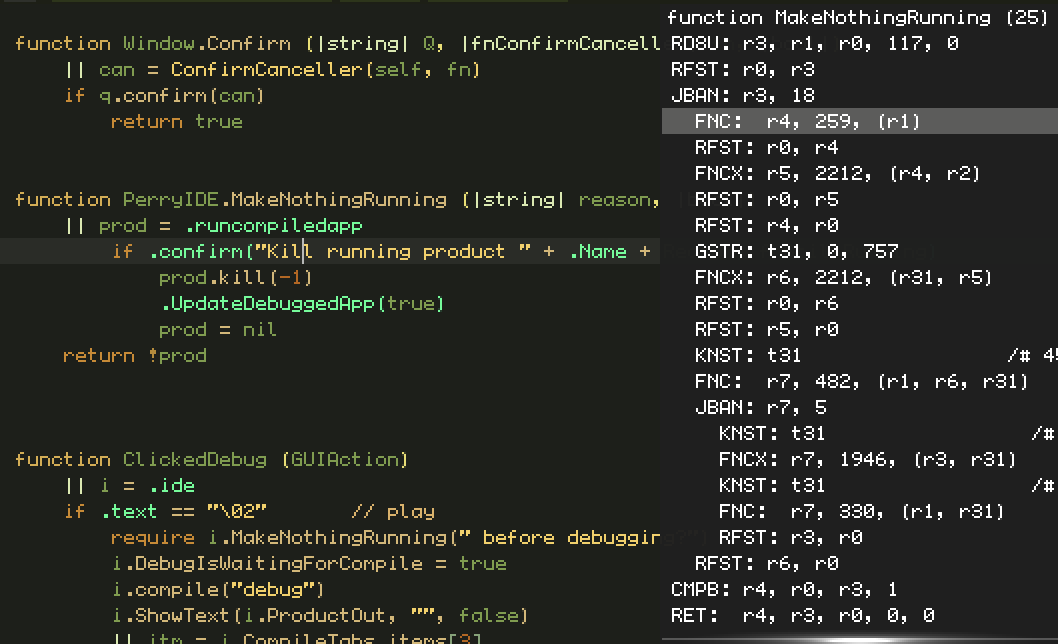 function Window.Confirm (|string| Q, |fnConfirmCancell
|| can = ConfirmCanceller(self, fn)
if q.confirm(can)
return true
function PerryIDE.MakeNothingRunning (|string| reason,
|| prod = .runcompiledapp
if .confirm("Kill running product " + .Name +
prod.kill(-1)
.UpdateDebuggedApp(true)
prod = nil
return !prod
function ClickedDebug (GUIAction)
|| i = .ide
if .text == "\02" // play
require i.MakeNothingRunning(" before debugging?")
i.DebugIsWaitingForCompile = true
i.compile("debug")
i.ShowText(i.ProductOut, "", false)
|| itm = i.CompileTabs.items[3]
function MakeNothingRunning (25)
RD8U: r3, r1, r0, 117, 0
RFST: r0, r3
JBAN: r3, 18
FNC: r4, 259, (r1)
RFST: r0, r4
FNCX: r5, 2212, (r4, r2)
RFST: r0, r5
RFST: r4, r0
GSTR: t31, 0, 757
FNCX: r6, 2212, (r31, r5)
RFST: r0, r6
RFST: r5, r0
KNST: t31 /# 45
FNC: r7, 482, (r1, r6, r31)
JBAN: r7, 5
KNST: t31 /#
FNCX: r7, 1946, (r3, r31)
KNST: t31 /#
FNC: r7, 330, (r1, r31)
RFST: r3, r0
RFST: r6, r0
CMPB: r4, r0, r3, 1
RET: r4, r3, r0, 0, 0